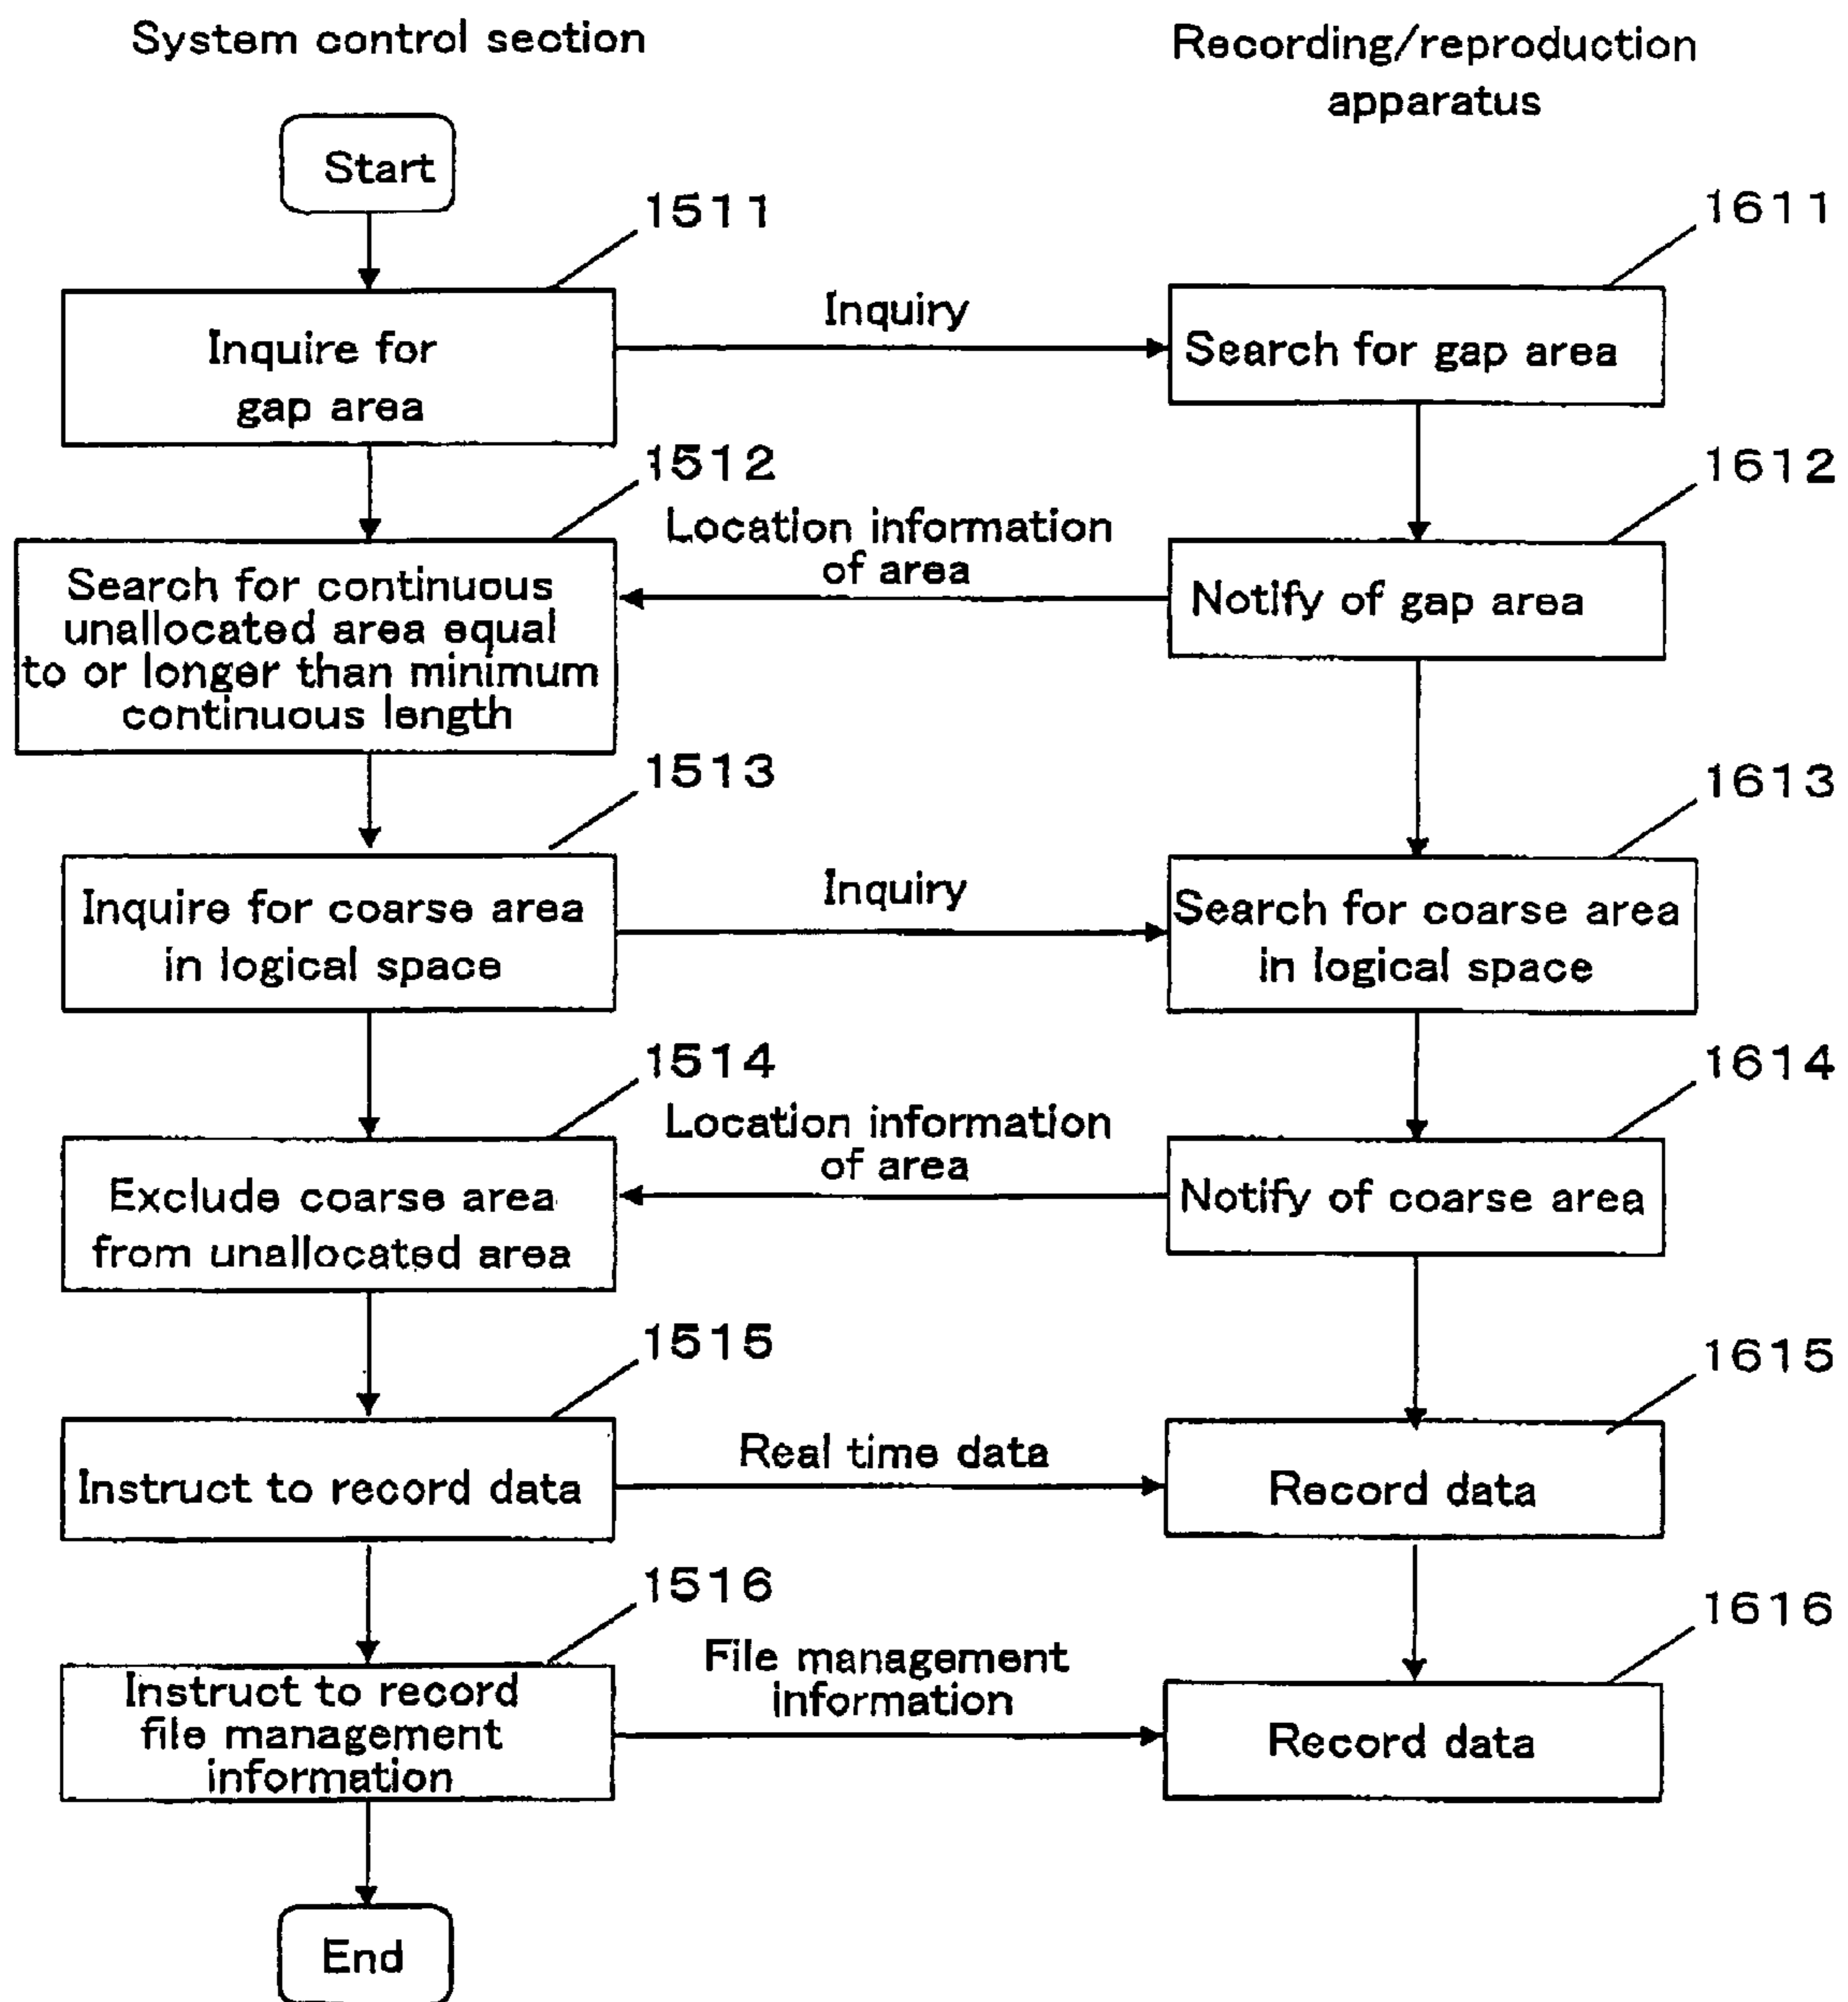 System control section
Recording/reproduction
apparatus
Start
1511
1611
Inquire for
gap area
Inquiry
Search for gap area
1512
1612
Search for continuous
unallocated area equal
to or longer than minimum
continuous length
Location information
of area
Notify of gap area
1513
1613
Inquire for coarse area
in logical space
Inquiry
Search for coarse area
in logical space
1514
1614
Exclude coarse area
from unallocated area
Location information
of area
Notify of coarse area
1515
1615
Instruct to record data
Real time data
Record data
1516
1616
Instruct to record
file management
information
File management
information
Record data
End